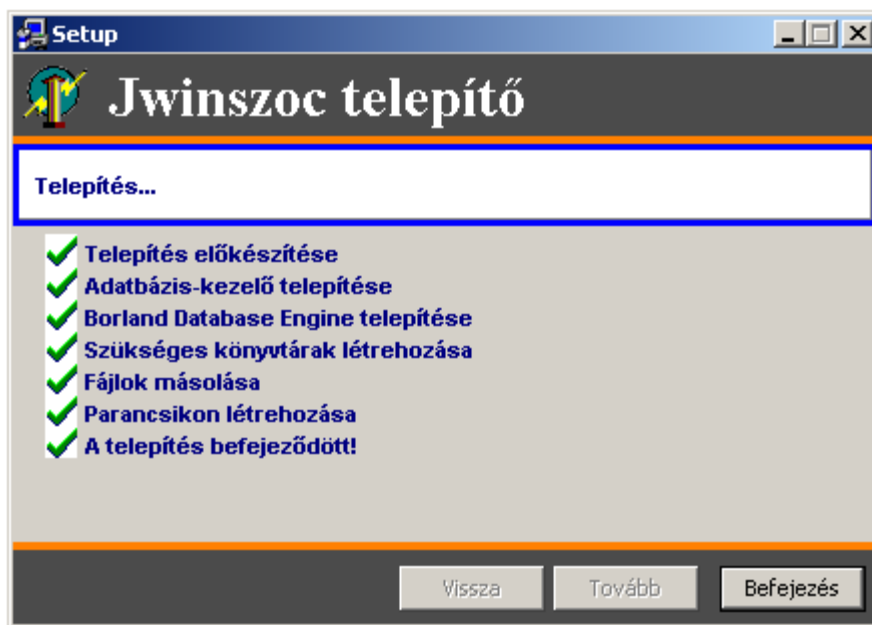 Setup
Jwinszoc telepítő
Telepítés...
Telepítés előkészítése
Adatbázis-kezelő telepítése
Borland Database Engine telepítése
Szükséges könyvtárak létrehozása
Fájlok másolása
Parancsikon létrehozása
A telepítés befejeződött!
Vissza
Tovább
Befejezés